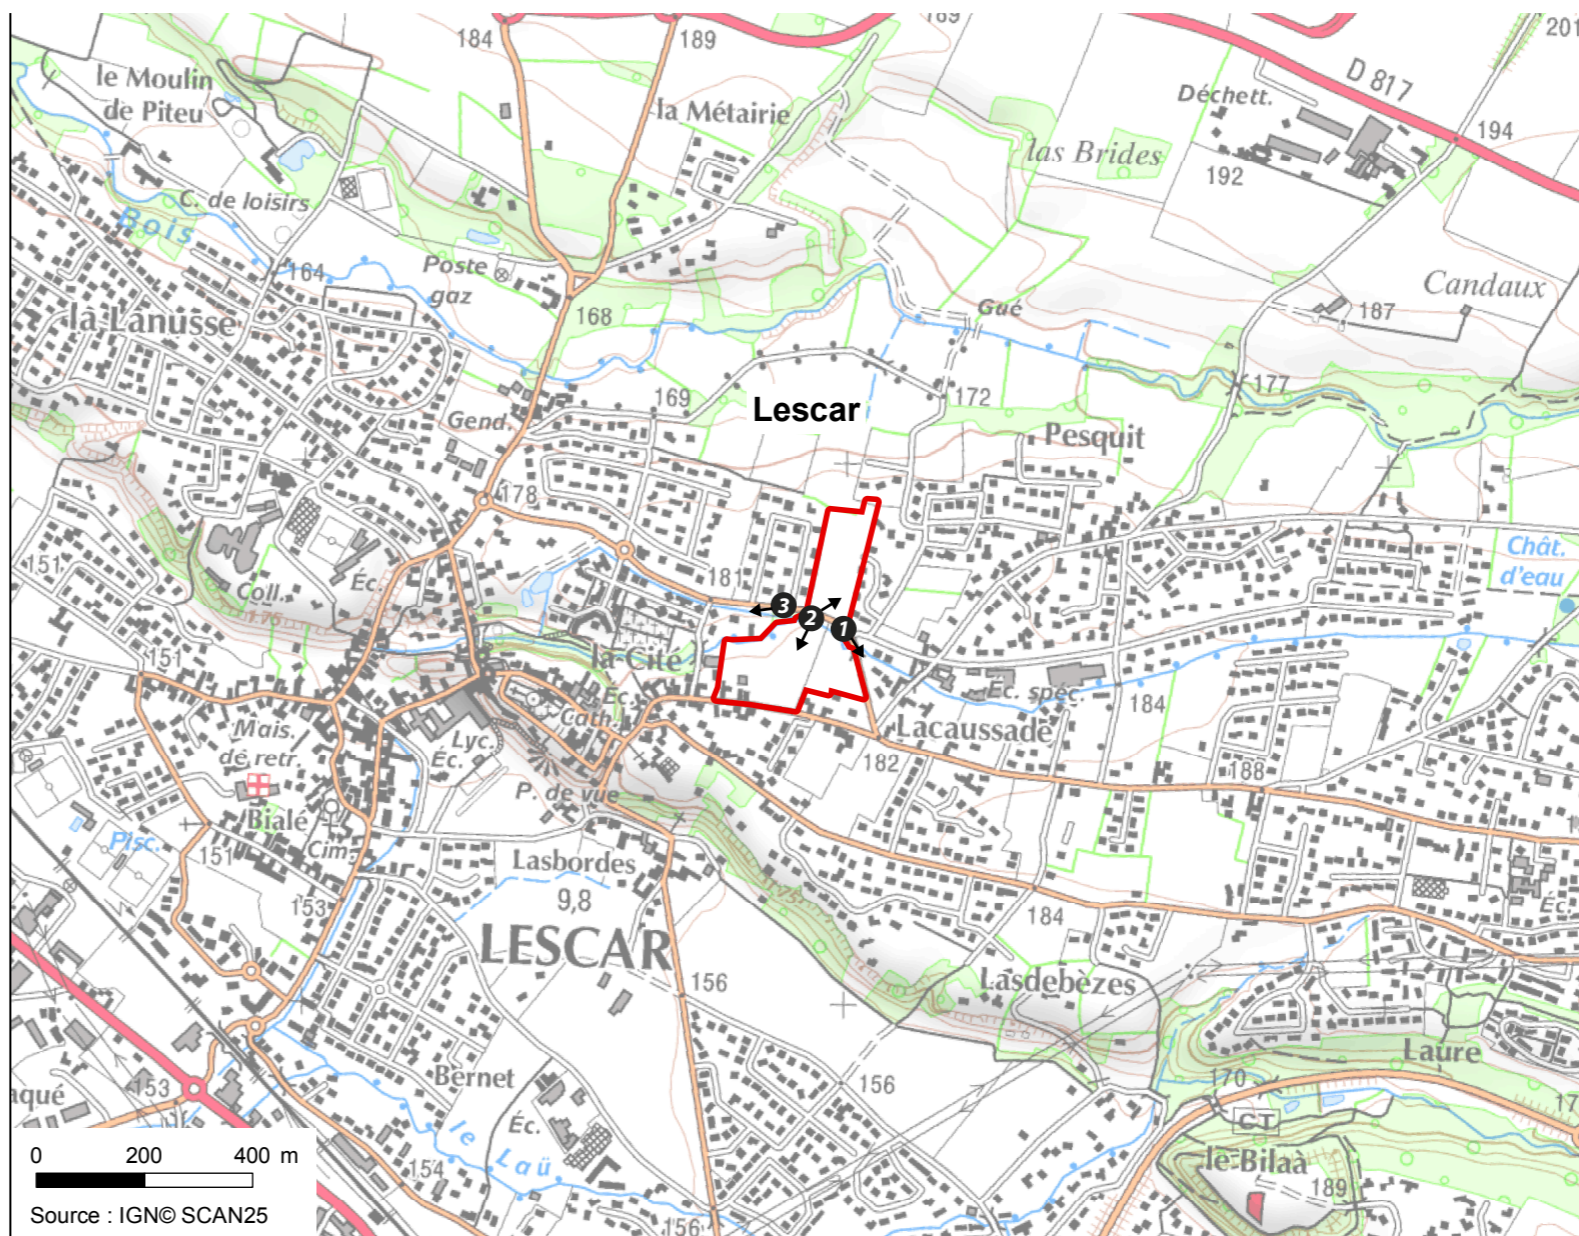 184
189
189
201
le Moulin
de Piteu
la Métairie
D 817
Déchett.
194
las Brides
192
C. de loisirs
Bois
164
Poste
gaz
Gué
187
Candaux
la Lanusse
168
177
169
172
Lescar
Gend.
Pesquit
178
151
Coll.
Éc.
175
181
Chât.
d'eau
3
2
1
la Cité
Éc.
Cath.
151
Éc. spéc.
184
Lacaussade
182
188
Mais.
de retr.
Lyc.
Éc.
P. de vue
Bialé
Cim.
Pisc.
151
Lasbordes
9,8
153
175
184
Éc.
LESCAR
156
Lasdebèzes
Laure
Bernet
156
170
153
aqué
Éc.
le
Laü
CT
le Bilaà
189
154
156
0 200 400 m
Source : IGN© SCAN25